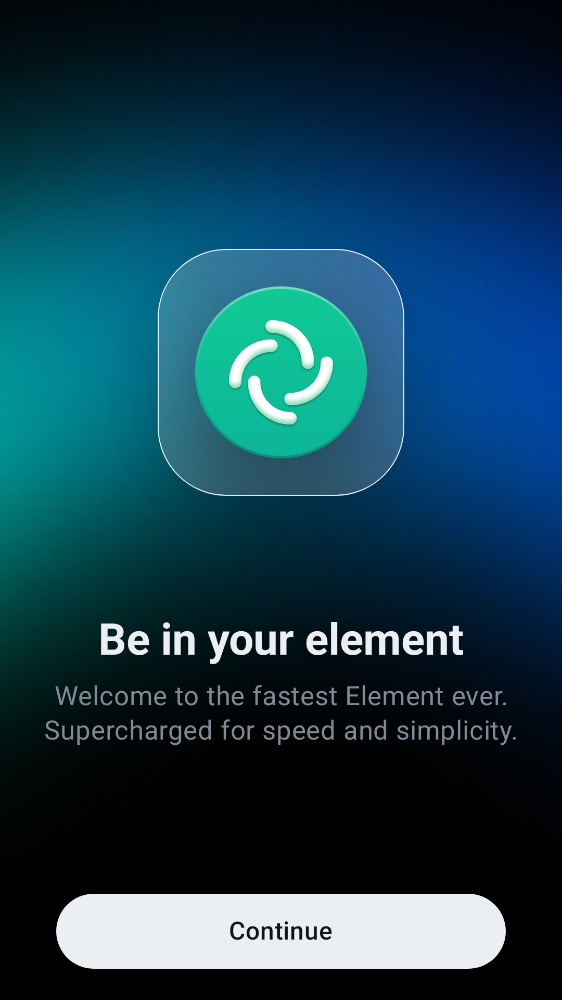 Be in your element
Welcome to the fastest Element ever.
Supercharged for speed and simplicity.
Continue